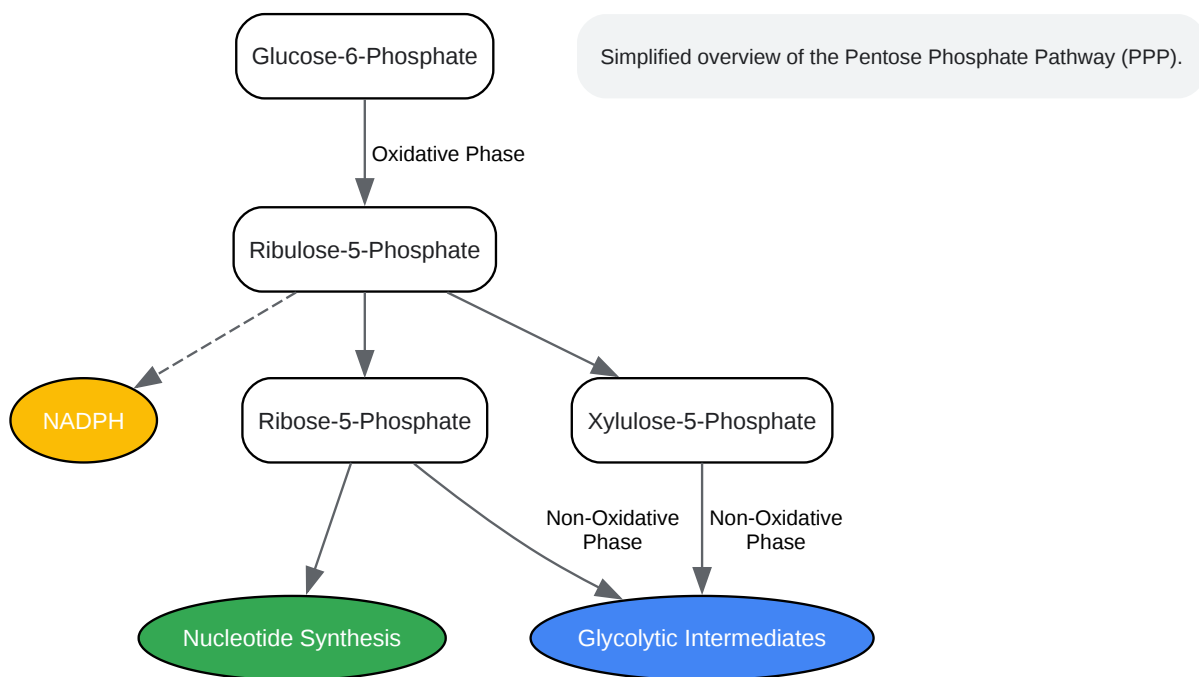 Glucose-6-Phosphate
Simplified overview of the Pentose Phosphate Pathway (PPP).
Oxidative Phase
Ribulose-5-Phosphate
NADPH
Ribose-5-Phosphate
Xylulose-5-Phosphate
Non-Oxidative
Phase
Non-Oxidative
Phase
Nucleotide Synthesis
Glycolytic Intermediates